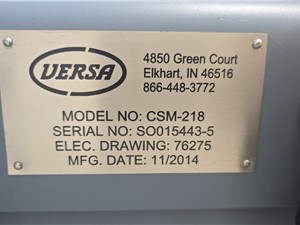 VERSA
4850 Green Court
Elkhart, IN 46516
866-448-3772
MODEL NO: CSM-218
SERIAL NO: SO015443-5
ELEC. DRAWING: 76275
MFG. DATE: 11/2014